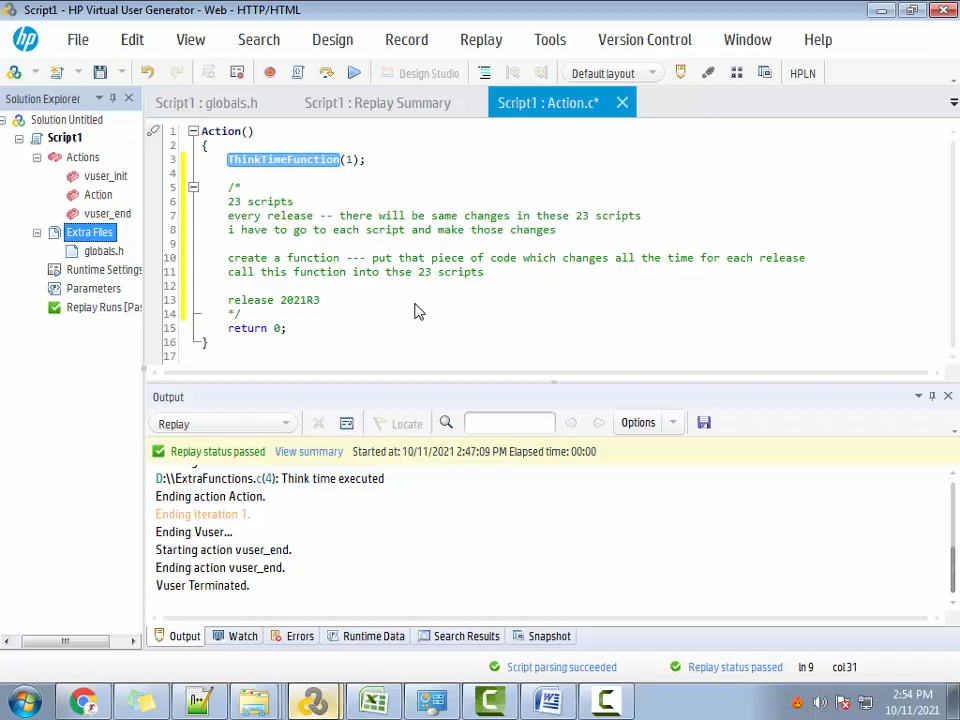 Script1 - HP Virtual User Generator - Web - HTTP/HTML
hp File Edit View Search Design Record Replay Tools Version Control Window Help
Design Studio Default layout HPLN
Solution Explorer
Solution Untitled
Script1
Actions
vuser_init
Action
vuser_end
Extra Files
globals.h
Runtime Settings
Parameters
Replay Runs [Pas
Script1 : globals.h Script1 : Replay Summary Script1 : Action.c*
1 Action()
2 {
3 ThinkTimeFunction(1);
4
5 /*
6 23 scripts
7 every release -- there will be same changes in these 23 scripts
8 i have to go to each script and make those changes
9
10 create a function --- put that piece of code which changes all the time for each release
11 call this function into thse 23 scripts
12
13 release 2021R3
14 */
15 return 0;
16 }
17
Output
Replay Locate Options
Replay status passed View summary Started at: 10/11/2021 2:47:09 PM Elapsed time: 00:00
D:\\ExtraFunctions.c(4): Think time executed
Ending action Action.
Ending iteration 1.
Ending Vuser...
Starting action vuser_end.
Ending action vuser_end.
Vuser Terminated.
Output Watch Errors Runtime Data Search Results Snapshot
Script parsing succeeded Replay status passed ln 9 col 31
2:54 PM
10/11/2021